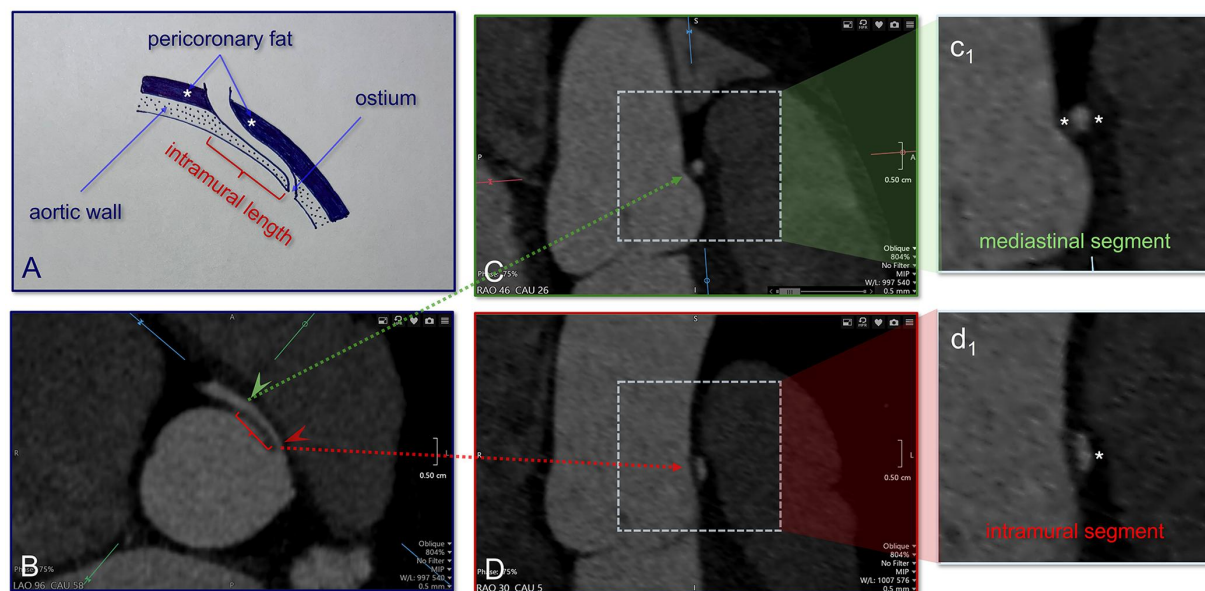 pericoronary fat
*
*
ostium
intramural length
aortic wall
A
S
P
A
0.50 cm
Oblique
804%
No Filter
MIP
W/L: 997 540
0.5 mm
Phase: 75%
RAO 46 CAU 26
I
C
c1
* *
mediastinal segment
A
R
L
0.50 cm
Oblique
804%
No Filter
MIP
W/L: 997 540
0.5 mm
Phase: 75%
LAO 96 CAU 58
P
B
S
R
L
0.50 cm
Oblique
804%
No Filter
MIP
W/L: 1007 576
0.5 mm
Phase: 75%
RAO 30 CAU 5
I
D
d1
*
intramural segment